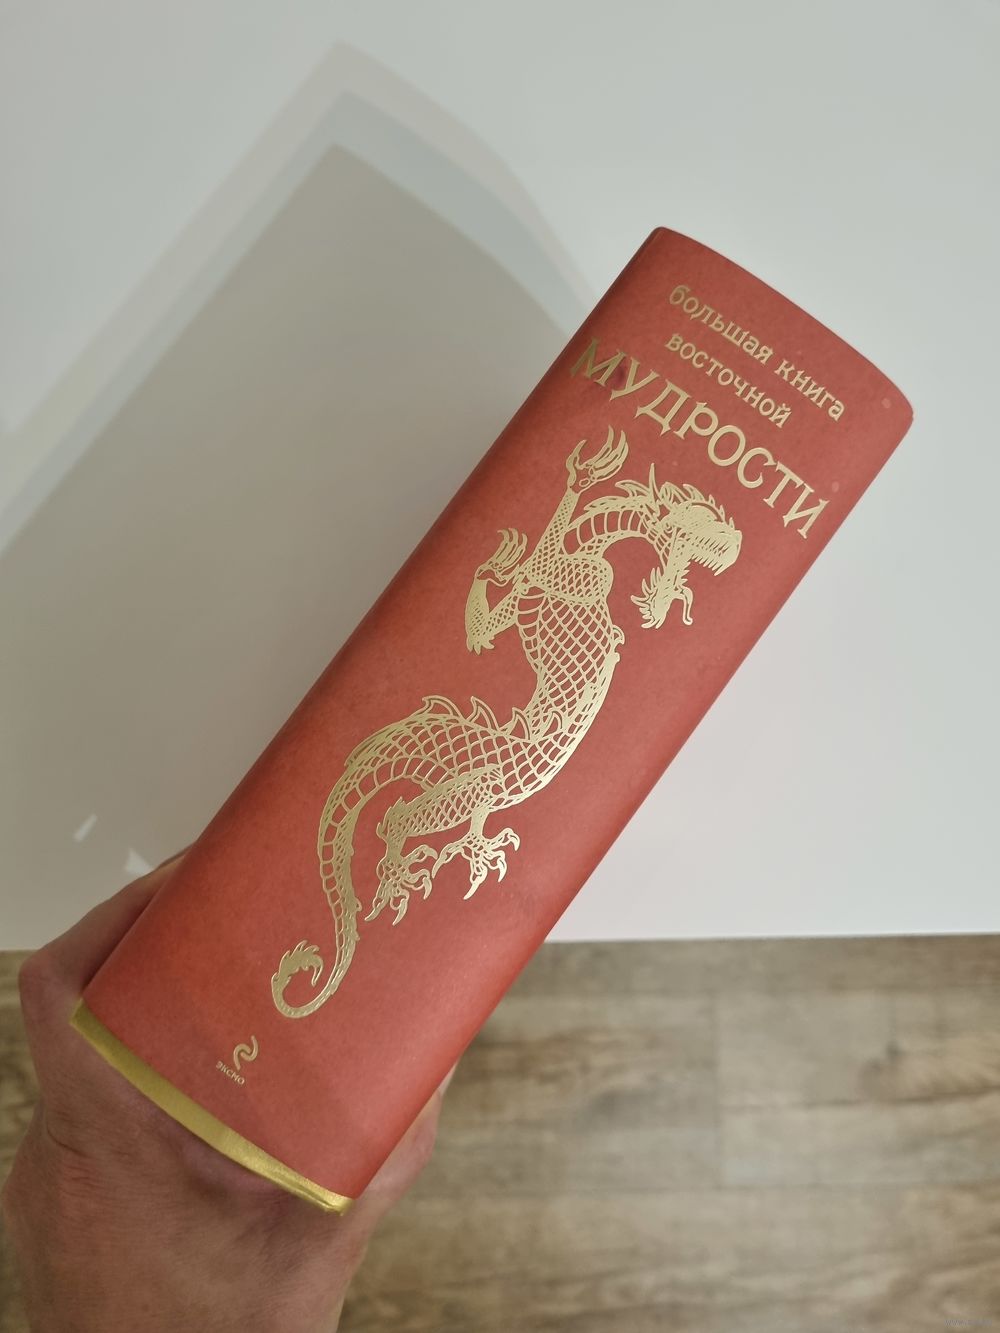 большая книга
восточной
МУДРОСТИ
эксмо